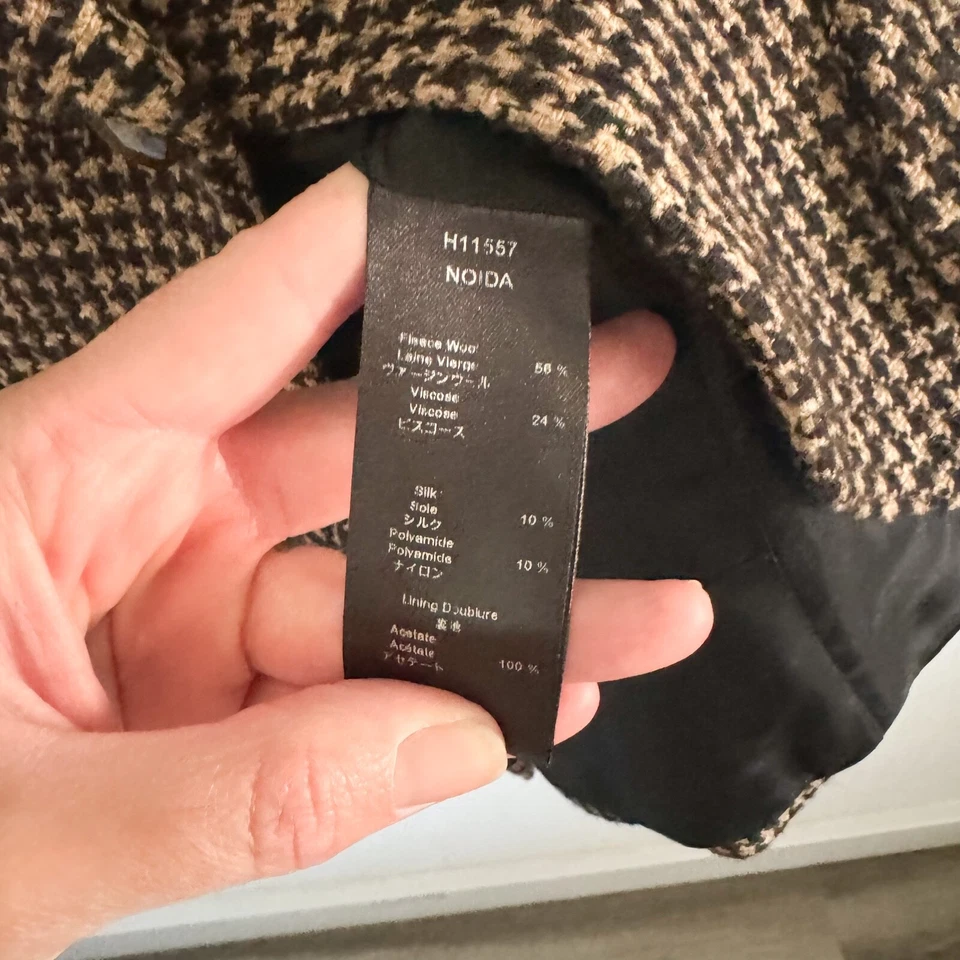 H11557
NOIDA
Fleece Wool
Laine Vierge
ヴァージンウール
56 %
Viscose
Viscose
ビスコース
24 %
Silk
Soie
シルク
10 %
Polyamide
Polyamide
ナイロン
10 %
Lining Doublure
裏地
Acetate
Acétate
アセテート
100 %